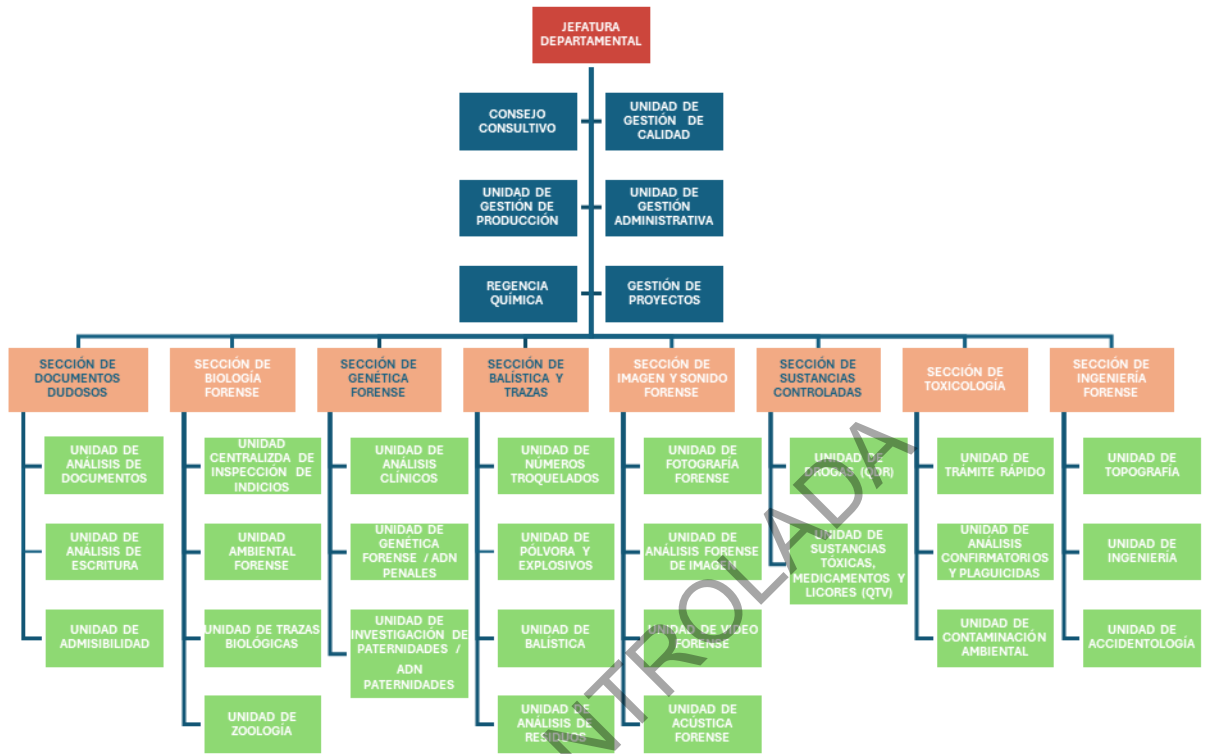 JEFATURA
DEPARTAMENTAL
CONSEJO
CONSULTIVO
UNIDAD DE
GESTIÓN DE
CALIDAD
UNIDAD DE
GESTIÓN DE
PRODUCCIÓN
UNIDAD DE
GESTIÓN
ADMINISTRATIVA
REGENCIA
QUÍMICA
GESTIÓN DE
PROYECTOS
SECCIÓN DE
DOCUMENTOS
DUDOSOS
SECCIÓN DE
BIOLOGÍA
FORENSE
SECCIÓN DE
GENÉTICA
FORENSE
SECCIÓN DE
BALÍSTICA Y
TRAZAS
SECCIÓN DE
IMAGEN Y SONIDO
FORENSE
SECCIÓN DE
SUSTANCIAS
CONTROLADAS
SECCIÓN DE
TOXICOLOGÍA
SECCIÓN DE
INGENIERÍA
FORENSE
UNIDAD DE
ANÁLISIS DE
DOCUMENTOS
UNIDAD
CENTRALIZDA DE
INSPECCIÓN DE
INDICIOS
UNIDAD DE
ANÁLISIS
CLÍNICOS
UNIDAD DE
NÚMEROS
TROQUELADOS
UNIDAD DE
FOTOGRAFÍA
FORENSE
UNIDAD DE
DROGAS (QDR)
UNIDAD DE
TRÁMITE RÁPIDO
UNIDAD DE
TOPOGRAFÍA
UNIDAD DE
ANÁLISIS DE
ESCRITURA
UNIDAD
AMBIENTAL
FORENSE
UNIDAD DE
GENÉTICA
FORENSE / ADN
PENALES
UNIDAD DE
PÓLVORA Y
EXPLOSIVOS
UNIDAD DE
ANÁLISIS FORENSE
DE IMAGEN
UNIDAD DE
SUSTANCIAS
TÓXICAS,
MEDICAMENTOS Y
LICORES (QTV)
UNIDAD DE
ANÁLISIS
CONFIRMATORIOS
Y PLAGUICIDAS
UNIDAD DE
INGENIERÍA
UNIDAD DE
ADMISIBILIDAD
UNIDAD DE TRAZAS
BIOLÓGICAS
UNIDAD DE
INVESTIGACIÓN DE
PATERNIDADES /
ADN
PATERNIDADES
UNIDAD DE
BALÍSTICA
UNIDAD DE VIDEO
FORENSE
UNIDAD DE
CONTAMINACIÓN
AMBIENTAL
UNIDAD DE
ACCIDENTOLOGÍA
UNIDAD DE
ZOOLOGÍA
UNIDAD DE
ANÁLISIS DE
RESIDUOS
UNIDAD DE
ACÚSTICA
FORENSE
NTROLADA